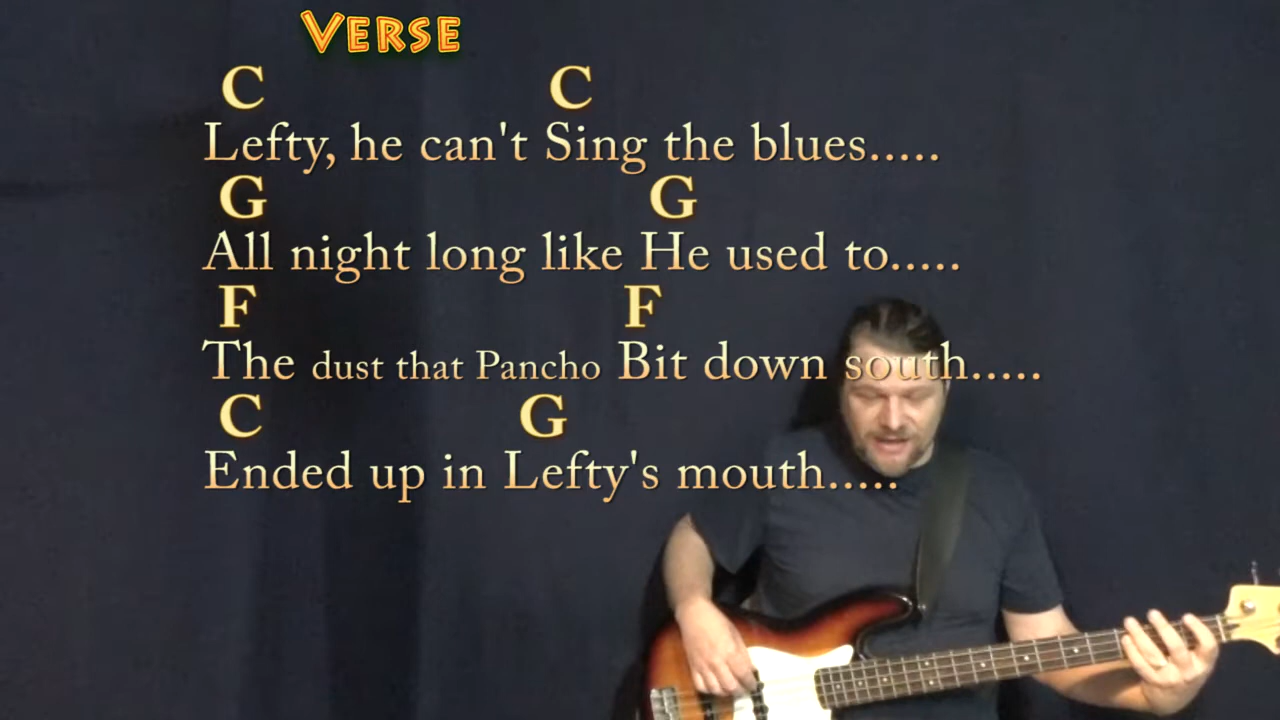 VERSE
C C
Lefty, he can't Sing the blues.....
G G
All night long like He used to.....
F F
The dust that Pancho Bit down south.....
C G
Ended up in Lefty's mouth.....